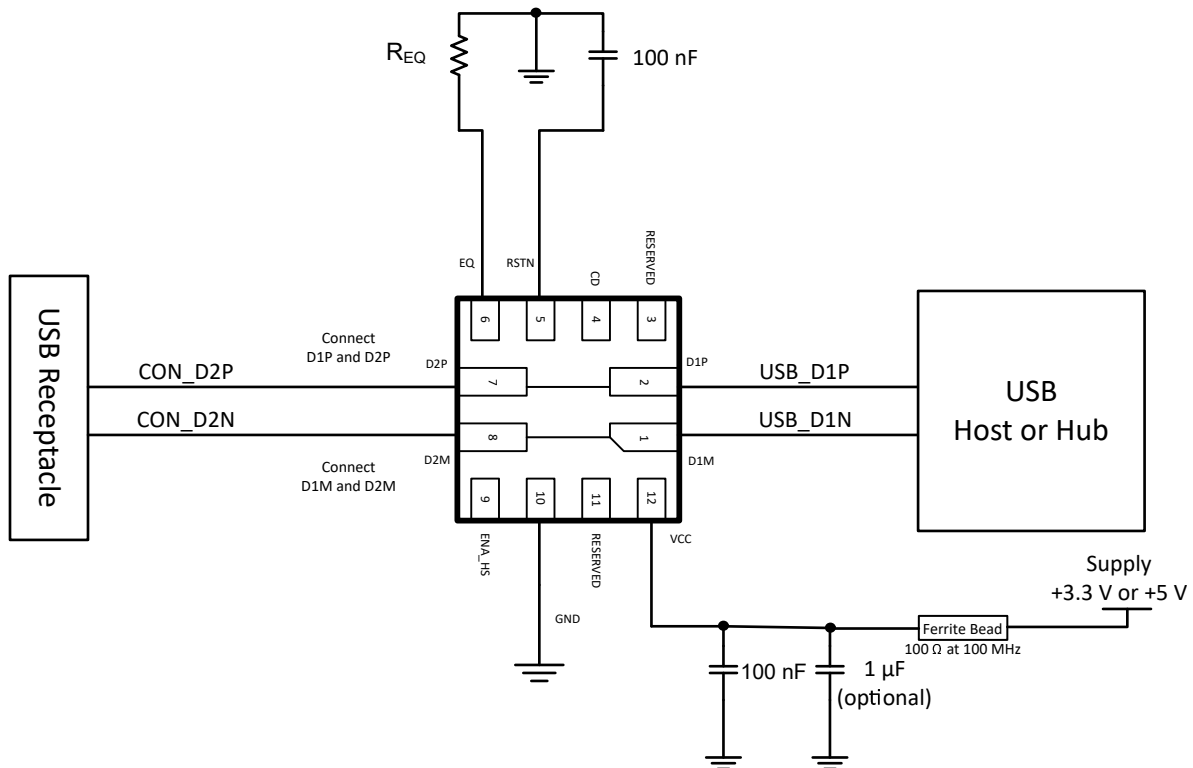 R_EQ
100 nF
EQ
RSTN
CD
RESERVED
6
5
4
3
USB Receptacle
Connect
D1P and D2P
D2P
D1P
CON_D2P
7
2
USB_D1P
CON_D2N
8
1
USB_D1N
USB
Host or Hub
D2M
D1M
Connect
D1M and D2M
9
10
11
12
ENA_HS
RESERVED
VCC
GND
Supply
+3.3 V or +5 V
Ferrite Bead
100 Ω at 100 MHz
100 nF
1 µF
(optional)